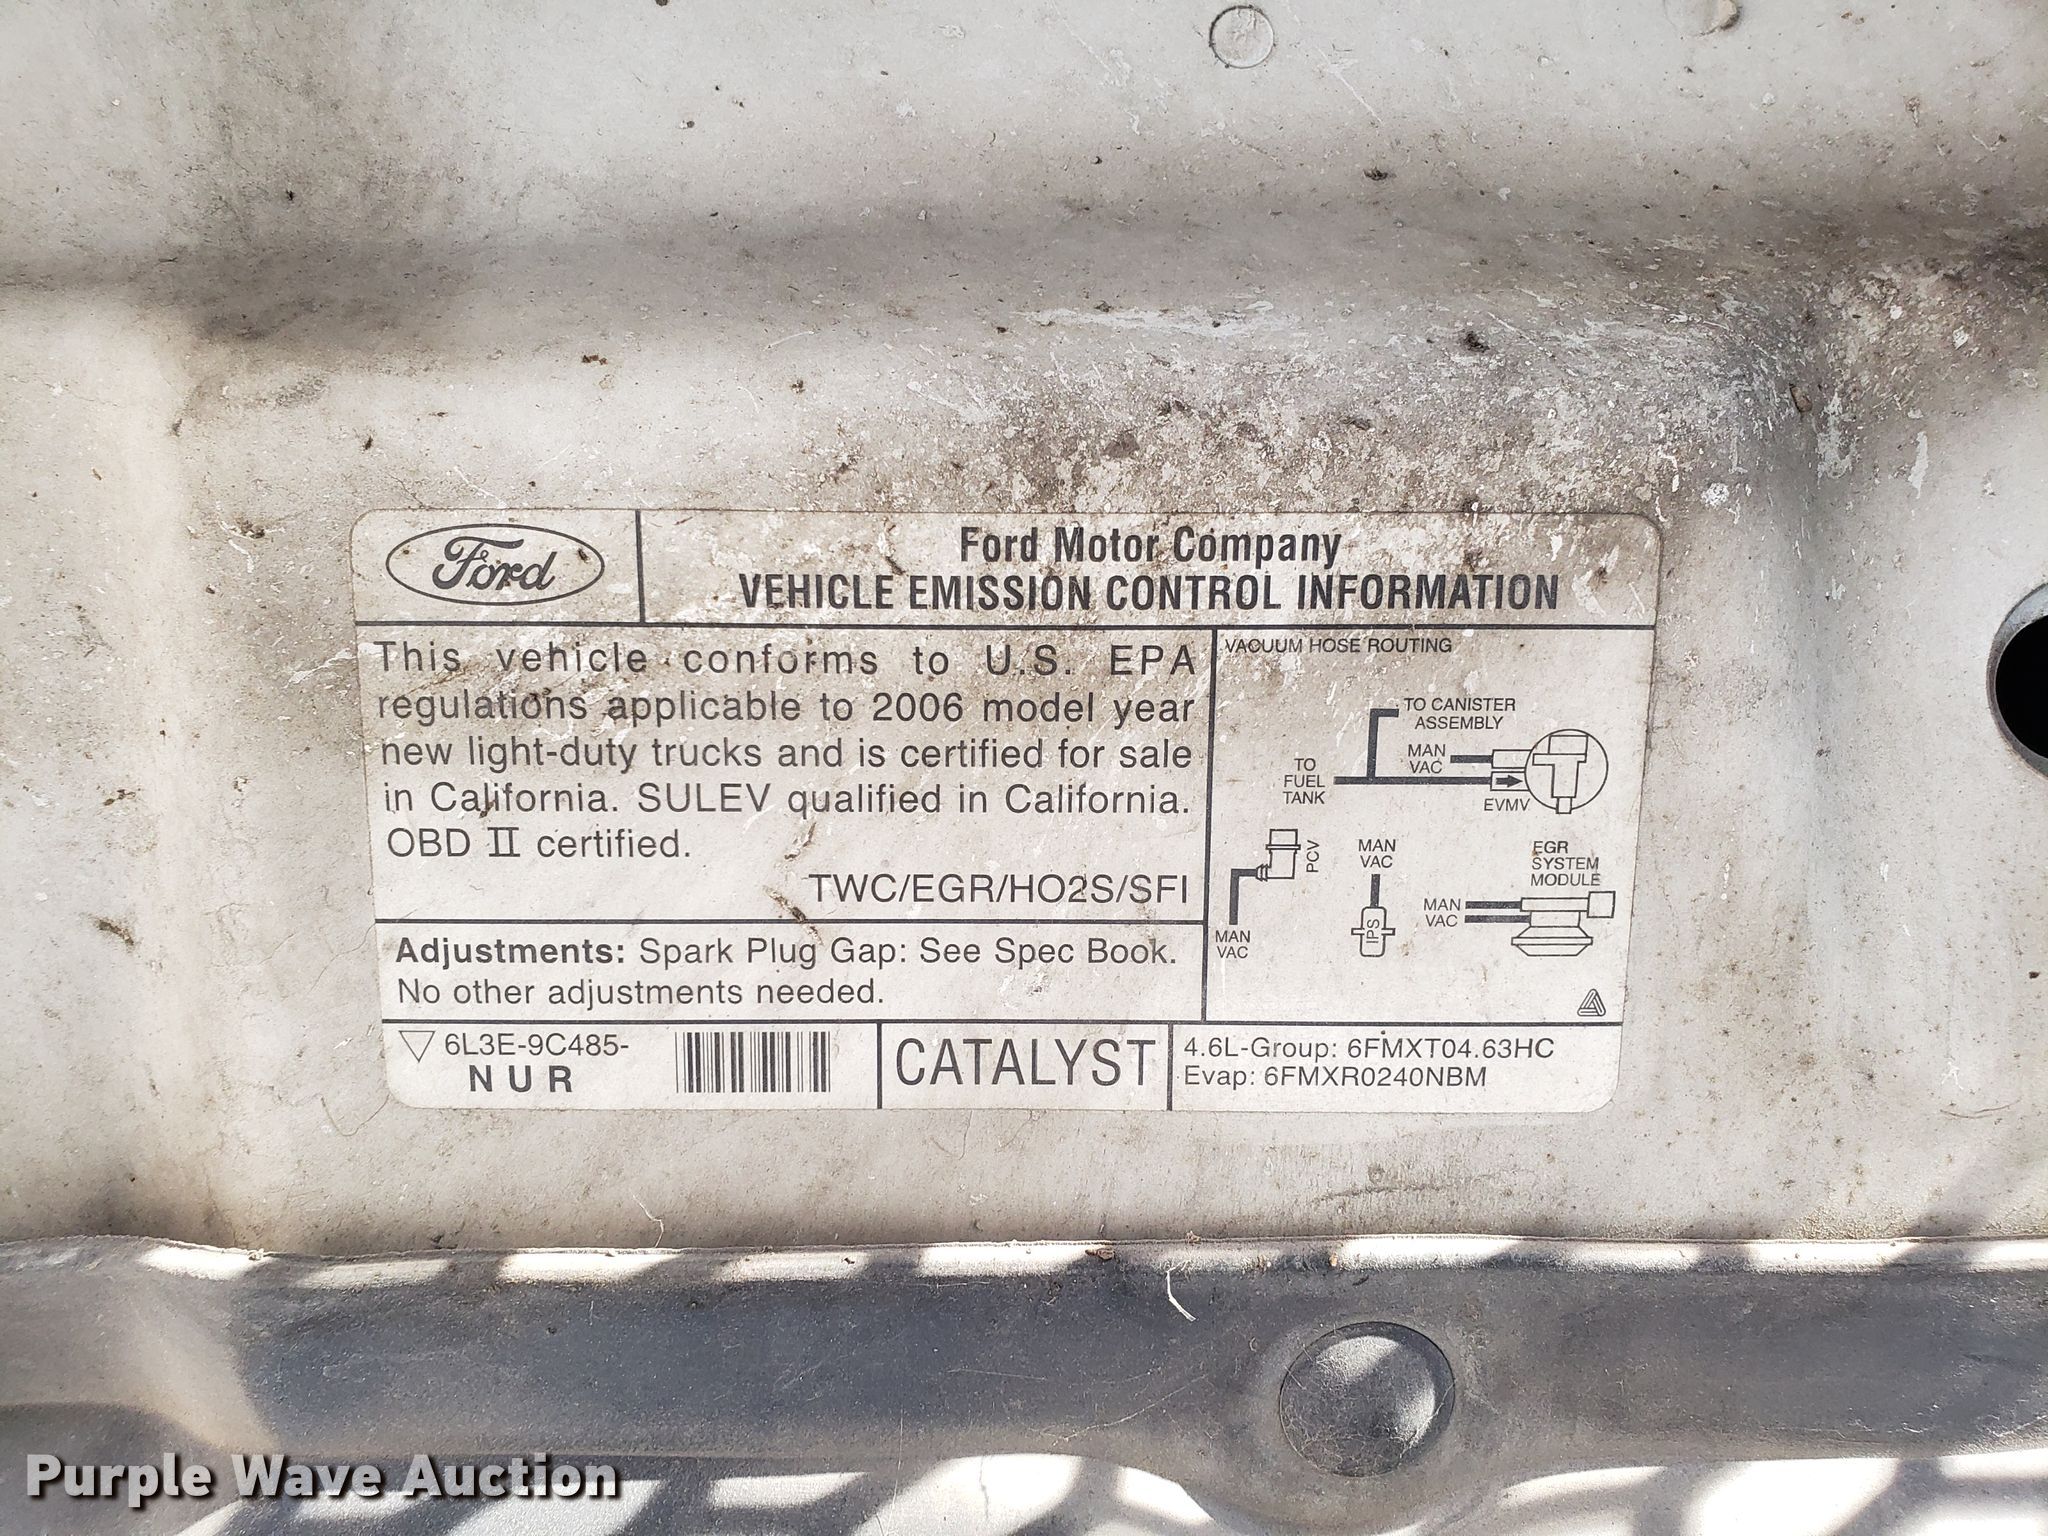 Ford
Ford Motor Company
VEHICLE EMISSION CONTROL INFORMATION
This vehicle conforms to U.S. EPA
regulations applicable to 2006 model year
new light-duty trucks and is certified for sale
in California. SULEV qualified in California.
OBD II certified.
TWC/EGR/HO2S/SFI
Adjustments: Spark Plug Gap: See Spec Book.
No other adjustments needed.
VACUUM HOSE ROUTING
TO CANISTER
ASSEMBLY
MAN
VAC
TO
FUEL
TANK
EVMV
PCV
MAN
VAC
MAN
VAC
IPS
EGR
SYSTEM
MODULE
MAN
VAC
6L3E-9C485-
NUR
CATALYST
4.6L-Group: 6FMXT04.63HC
Evap: 6FMXR0240NBM
Purple Wave Auction